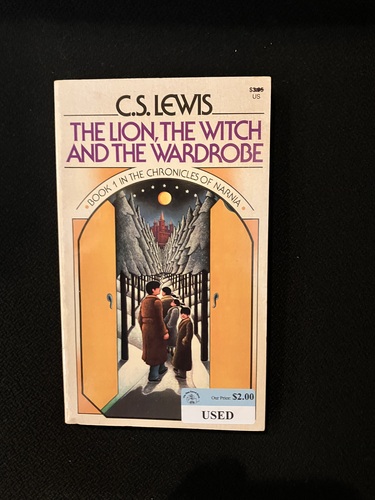 US
C.S. LEWIS
THE LION, THE WITCH
AND THE WARDROBE
BOOK 1 IN THE CHRONICLES OF NARNIA
Our Price: $2.00
USED